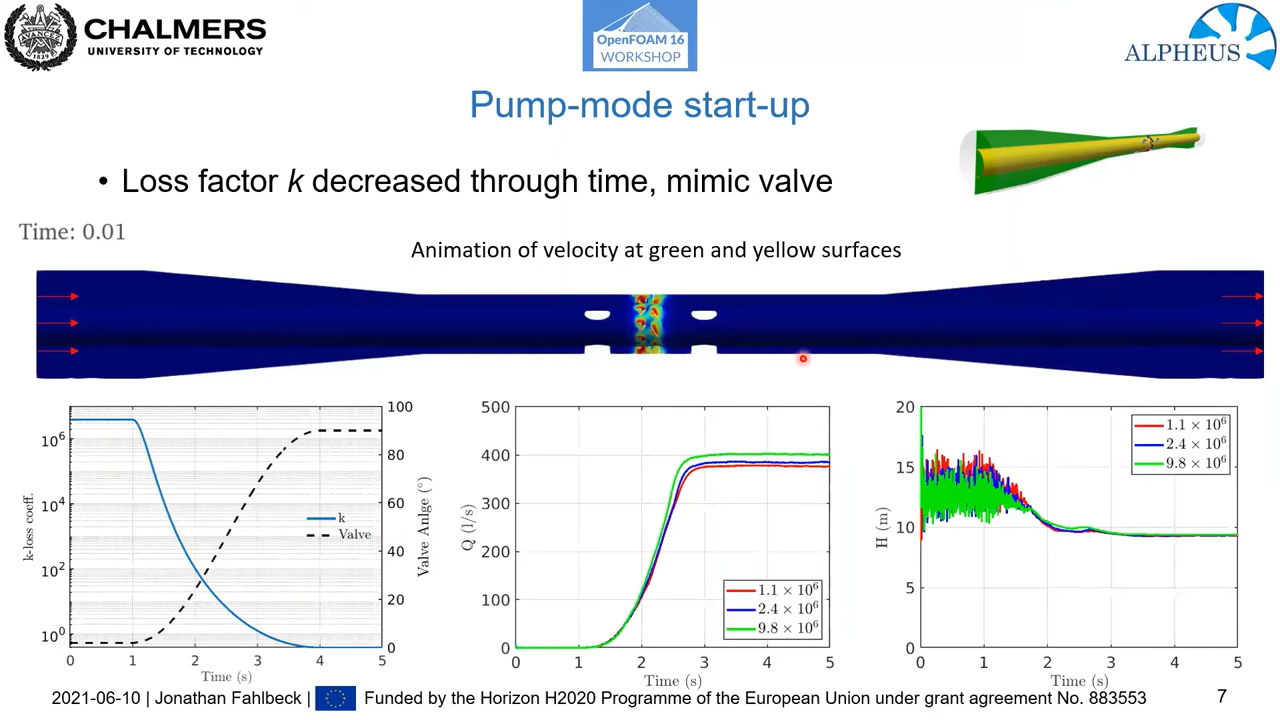 CHALMERS
UNIVERSITY OF TECHNOLOGY
AVANCEZ
1829
OpenFOAM 16
WORKSHOP
ALPHEUS
Pump-mode start-up
• Loss factor k decreased through time, mimic valve
Time: 0.01
Animation of velocity at green and yellow surfaces
k-loss coeff.
10^6
10^4
10^2
10^0
100
80
60
40
20
0
Valve Anlge (°)
k
Valve
0 1 2 3 4 5
Time (s)
Q (l/s)
500
400
300
200
100
0
1.1 × 10^6
2.4 × 10^6
9.8 × 10^6
0 1 2 3 4 5
Time (s)
H (m)
20
15
10
5
0
1.1 × 10^6
2.4 × 10^6
9.8 × 10^6
0 1 2 3 4 5
Time (s)
2021-06-10 | Jonathan Fahlbeck | Funded by the Horizon H2020 Programme of the European Union under grant agreement No. 883553 7